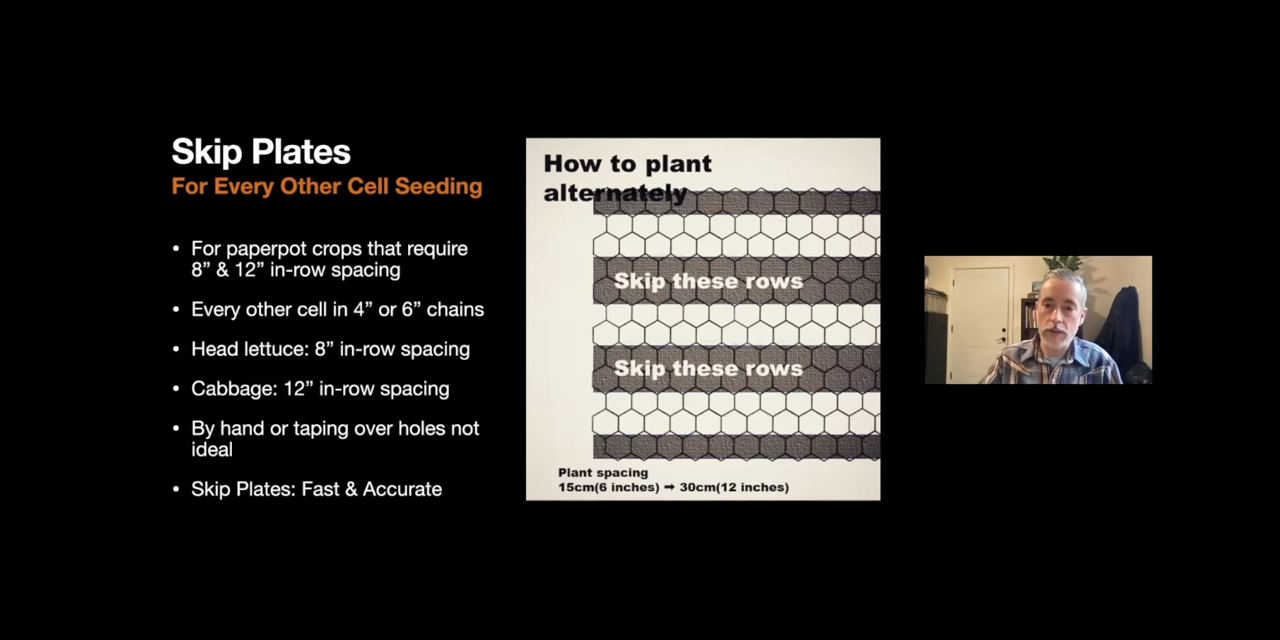 Skip Plates
For Every Other Cell Seeding
• For paperpot crops that require
8” & 12” in-row spacing
• Every other cell in 4” or 6” chains
• Head lettuce: 8” in-row spacing
• Cabbage: 12” in-row spacing
• By hand or taping over holes not
ideal
• Skip Plates: Fast & Accurate
How to plant
alternately
Skip these rows
Skip these rows
Plant spacing
15cm(6 inches) ➞ 30cm(12 inches)